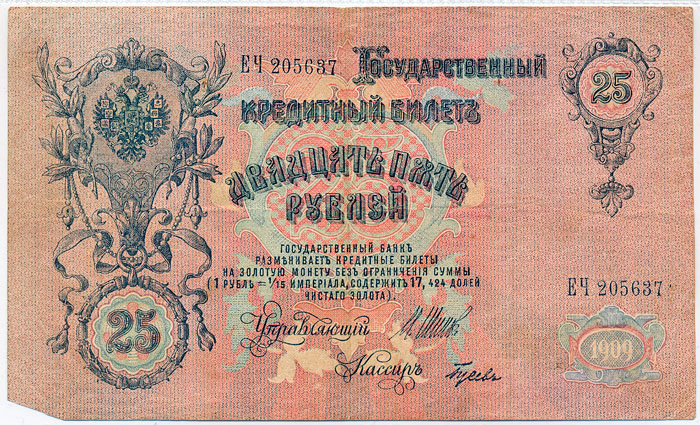 ЕЧ 205637
Государственный
25
Кредитный Билетъ
Двадцать пять
рублей
ГОСУДАРСТВЕННЫЙ БАНКЪ
РАЗМѢНИВАЕТЪ КРЕДИТНЫЕ БИЛЕТЫ
НА ЗОЛОТУЮ МОНЕТУ БЕЗЪ ОГРАНИЧЕНІЯ СУММЫ
(1 РУБЛЬ = 1/15 ИМПЕРІАЛА, СОДЕРЖИТЪ 17,424 ДОЛЕЙ
ЧИСТАГО ЗОЛОТА).
ЕЧ 205637
25
Управляющій
1909
Кассиръ